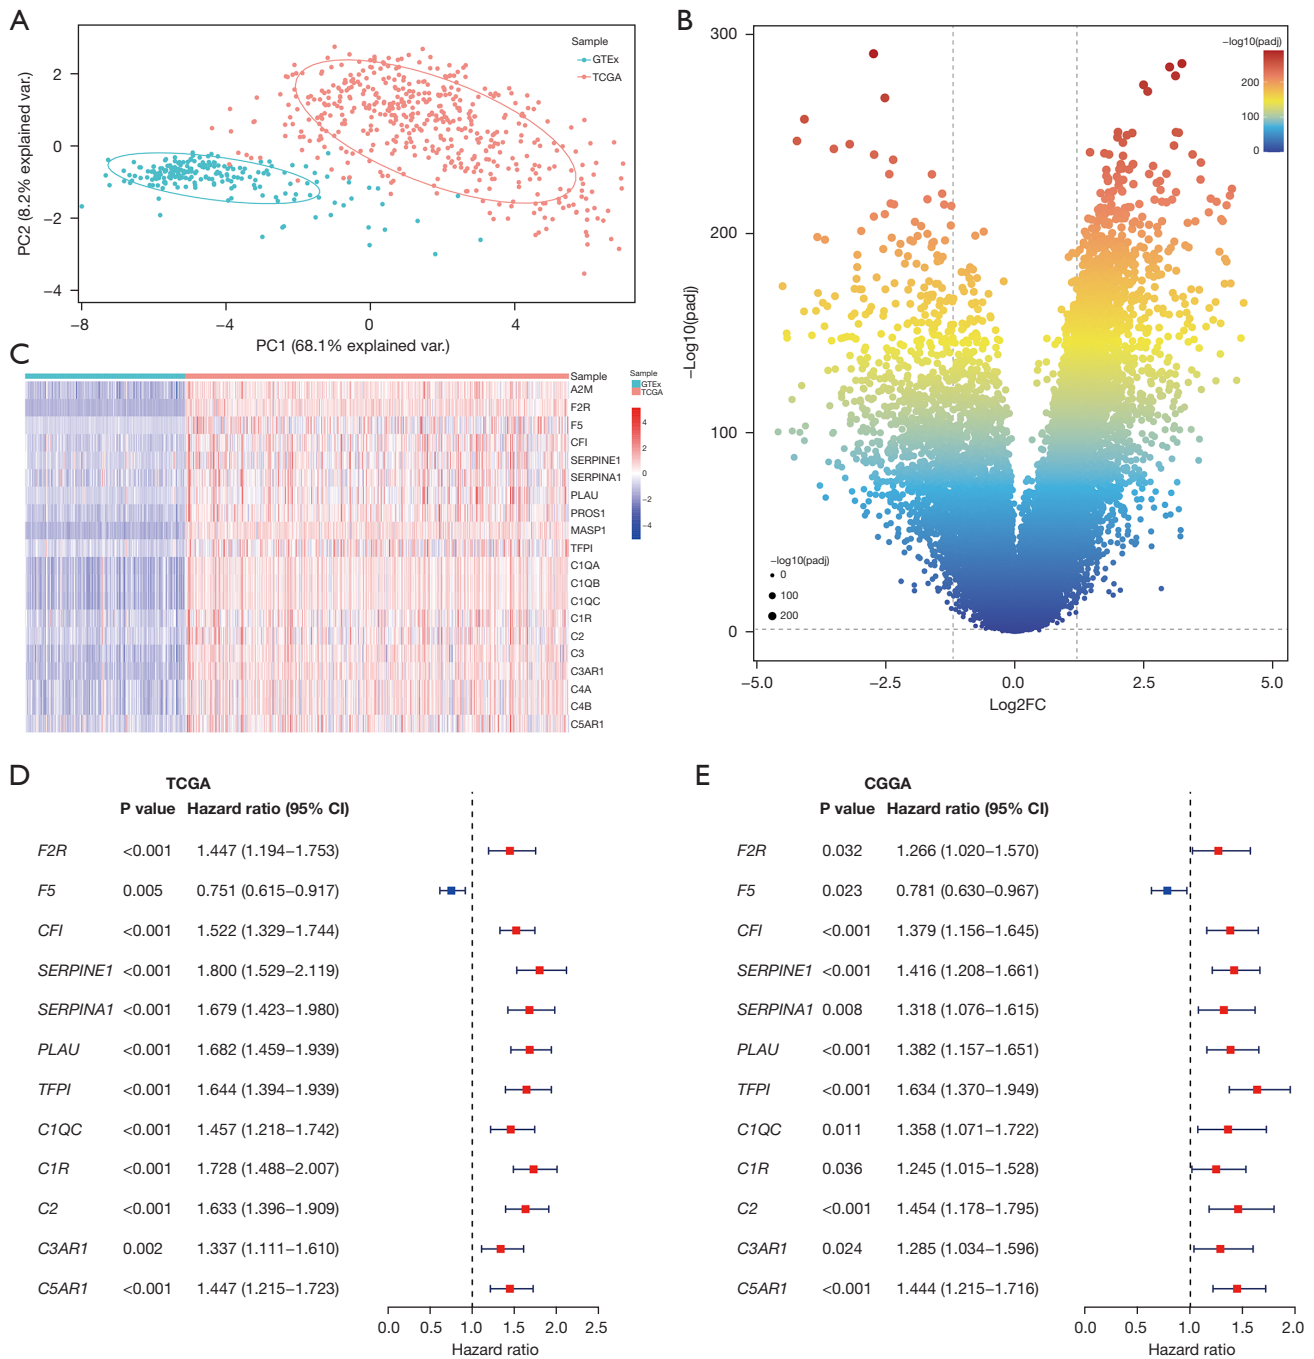 A
Sample
GTEx
TCGA
PC2 (8.2% explained var.)
2
0
−2
−4
−8
−4
0
4
PC1 (68.1% explained var.)
B
−log10(padj)
200
100
0
−Log10(padj)
300
200
100
0
−log10(padj)
0
100
200
−5.0
−2.5
0.0
2.5
5.0
Log2FC
C
Sample
A2M
F2R
F5
CFI
SERPINE1
SERPINA1
PLAU
PROS1
MASP1
TFPI
C1QA
C1QB
C1QC
C1R
C2
C3
C3AR1
C4A
C4B
C5AR1
Sample
GTEx
TCGA
4
2
0
−2
−4
D
TCGA
P value Hazard ratio (95% CI)
F2R <0.001 1.447 (1.194−1.753)
F5 0.005 0.751 (0.615−0.917)
CFI <0.001 1.522 (1.329−1.744)
SERPINE1 <0.001 1.800 (1.529−2.119)
SERPINA1 <0.001 1.679 (1.423−1.980)
PLAU <0.001 1.682 (1.459−1.939)
TFPI <0.001 1.644 (1.394−1.939)
C1QC <0.001 1.457 (1.218−1.742)
C1R <0.001 1.728 (1.488−2.007)
C2 <0.001 1.633 (1.396−1.909)
C3AR1 0.002 1.337 (1.111−1.610)
C5AR1 <0.001 1.447 (1.215−1.723)
0.0 0.5 1.0 1.5 2.0 2.5
Hazard ratio
E
CGGA
P value Hazard ratio (95% CI)
F2R 0.032 1.266 (1.020−1.570)
F5 0.023 0.781 (0.630−0.967)
CFI <0.001 1.379 (1.156−1.645)
SERPINE1 <0.001 1.416 (1.208−1.661)
SERPINA1 0.008 1.318 (1.076−1.615)
PLAU <0.001 1.382 (1.157−1.651)
TFPI <0.001 1.634 (1.370−1.949)
C1QC 0.011 1.358 (1.071−1.722)
C1R 0.036 1.245 (1.015−1.528)
C2 <0.001 1.454 (1.178−1.795)
C3AR1 0.024 1.285 (1.034−1.596)
C5AR1 <0.001 1.444 (1.215−1.716)
0.0 0.5 1.0 1.5 2.0
Hazard ratio